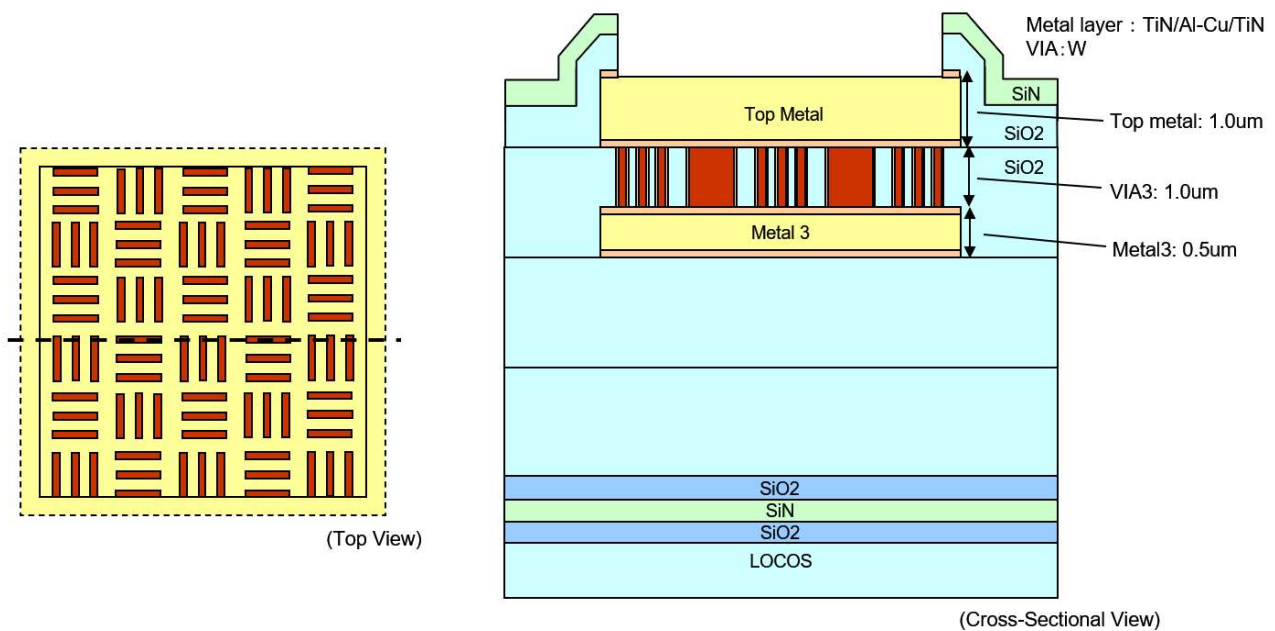 Metal layer : TiN/Al-Cu/TiN
VIA:W
SiN
Top Metal
Top metal: 1.0um
SiO2
SiO2
VIA3: 1.0um
Metal 3
Metal3: 0.5um
(Top View)
SiO2
SiN
SiO2
LOCOS
(Cross-Sectional View)